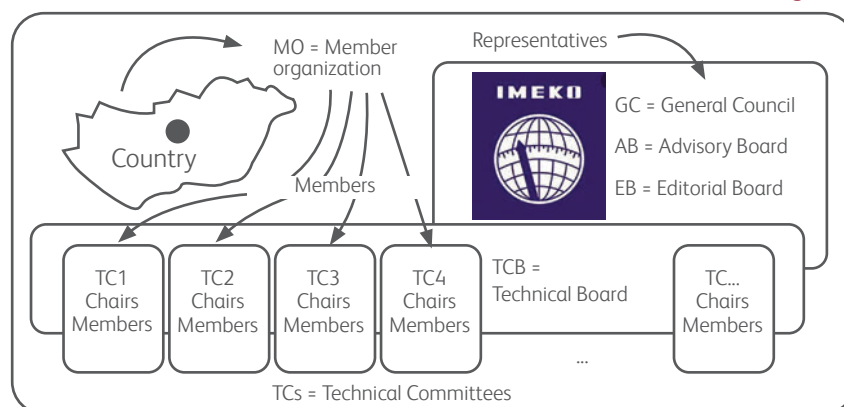 MO = Member
organization
Representatives
IMEKO
GC = General Council
AB = Advisory Board
EB = Editorial Board
Country
Members
TC1
Chairs
Members
TC2
Chairs
Members
TC3
Chairs
Members
TC4
Chairs
Members
TCB =
Technical Board
TC...
Chairs
Members
...
TCs = Technical Committees